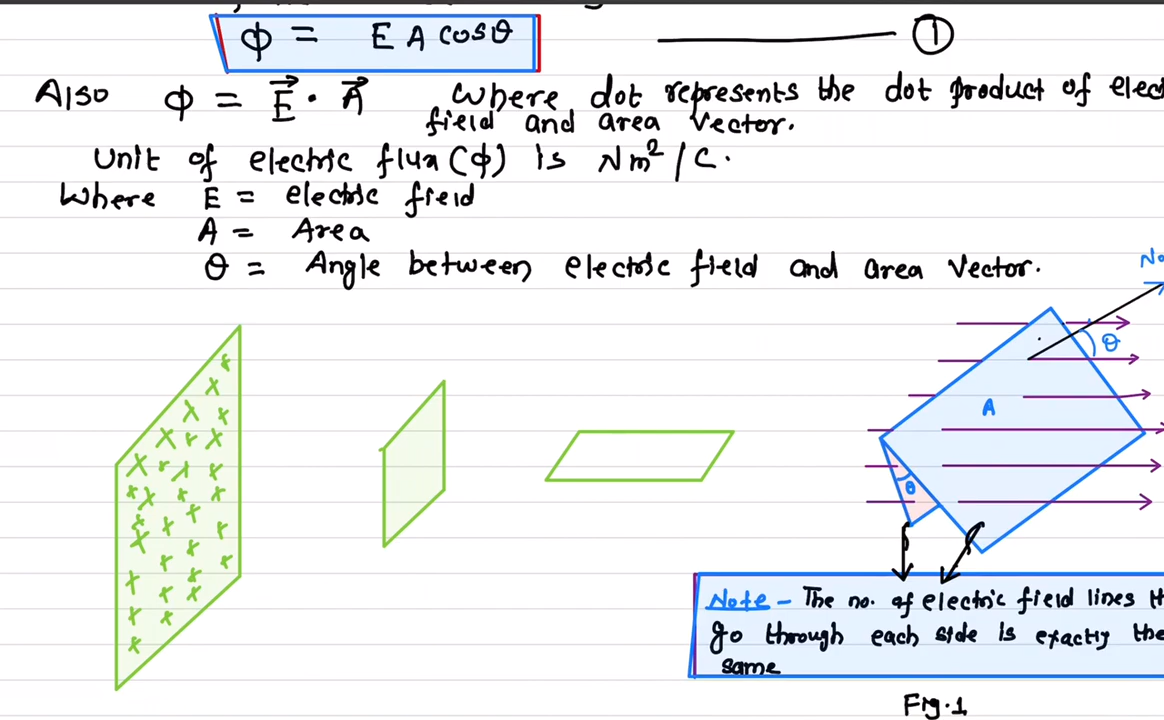 ϕ = E A cosθ ——— ①
Also ϕ = E⃗ · A⃗ where dot represents the dot product of elec
field and area vector.
Unit of electric flux (ϕ) is Nm²/C.
Where E = electric field
A = Area
θ = Angle between electric field and area vector.
No
θ
A
θ
Note - The no. of electric field lines th
go through each side is exactly the
same
Fig.1